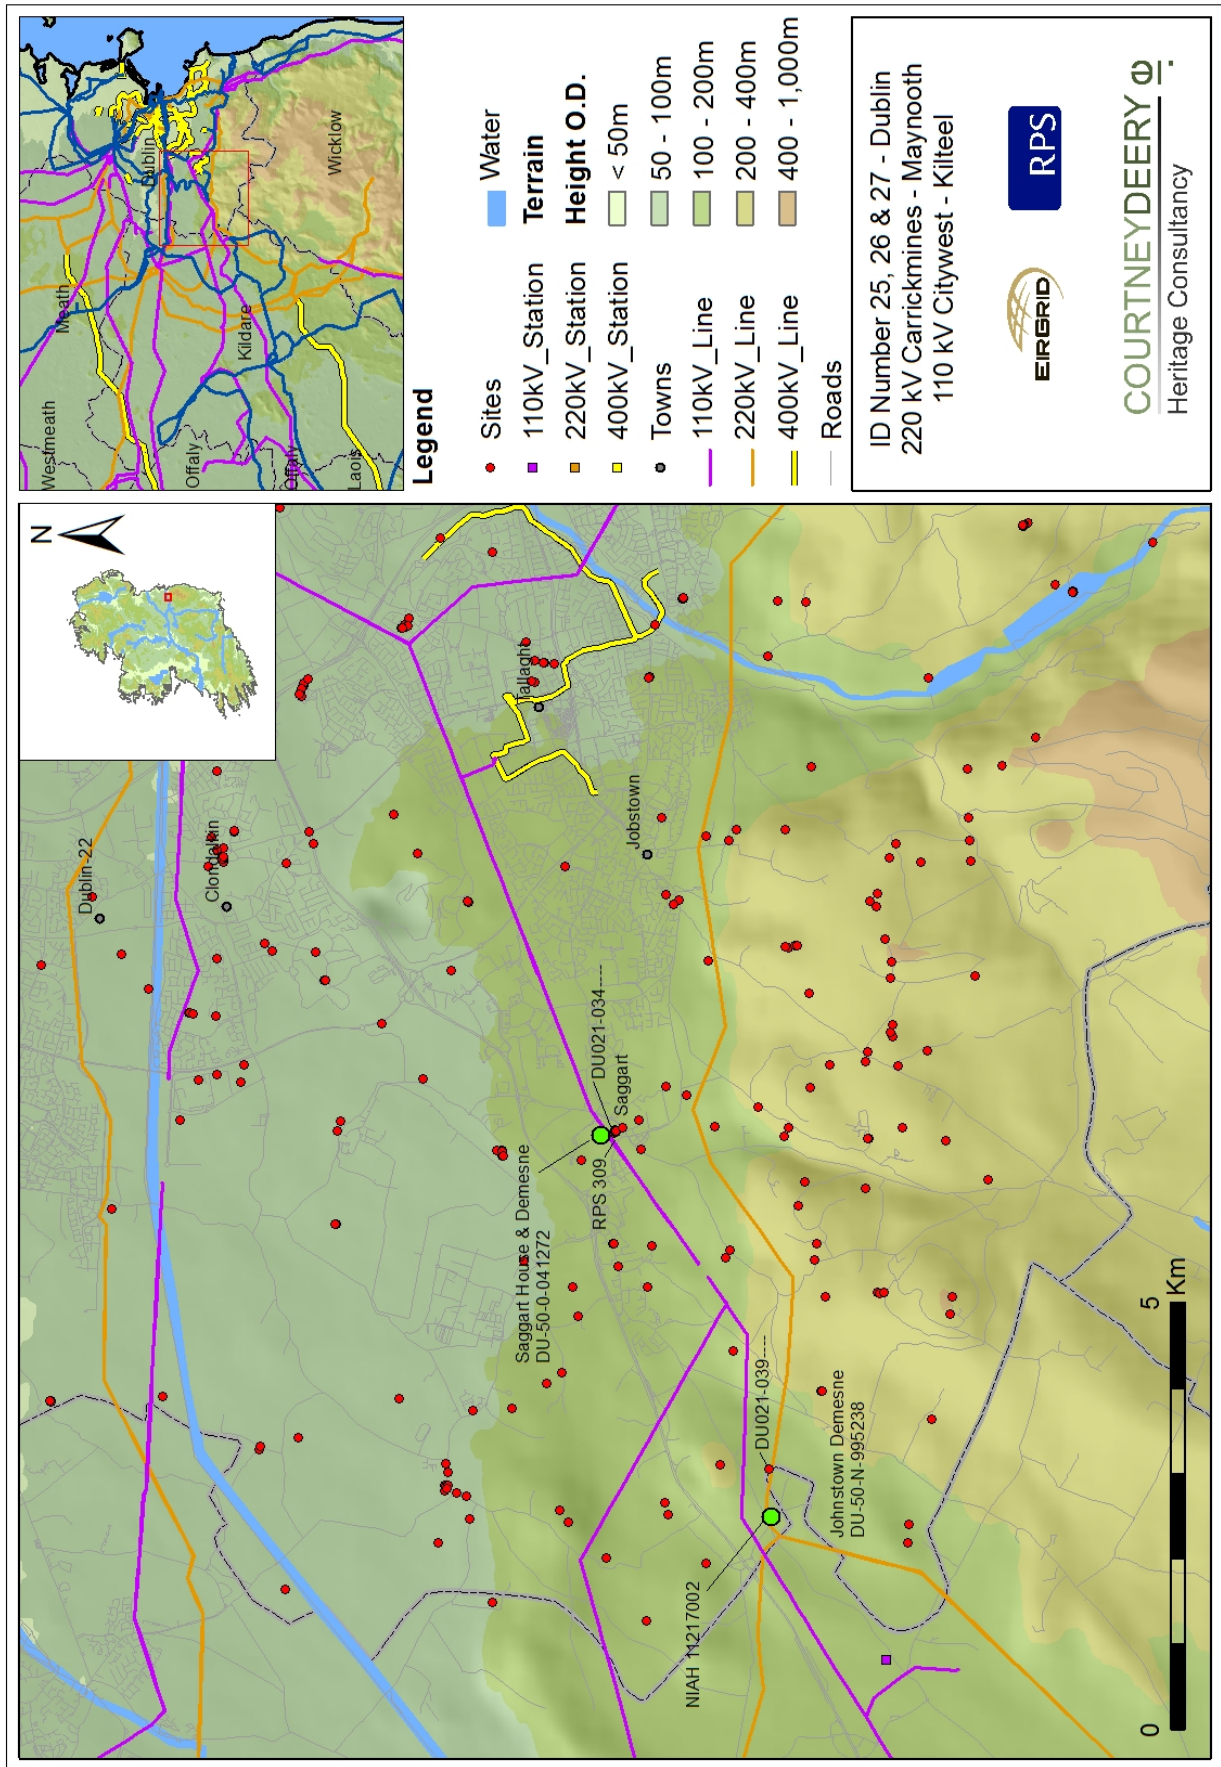 N
Dublin-22
Clondalkin
Tallaght
Jobstown
DU021-034----
Saggart
RPS 309
Saggart House & Demesne
DU-50-0-041272
DU021-039----
Johnstown Demesne
DU-50-N-995238
NIAH 11217002
0
5
Km
Westmeath
Meath
Dublin
Offaly
Offaly
Kildare
Laois
Wicklow
Legend
Sites
110kV_Station
220kV_Station
400kV_Station
Towns
110kV_Line
220kV_Line
400kV_Line
Roads
Water
Terrain
Height O.D.
< 50m
50 - 100m
100 - 200m
200 - 400m
400 - 1,000m
ID Number 25, 26 & 27 - Dublin
220 kV Carrickmines - Maynooth
110 kV Citywest - Kilteel
EIRGRID
RPS
COURTNEYDEERY
Heritage Consultancy